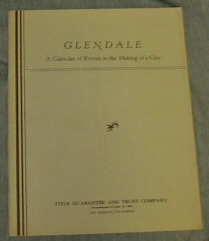 GLENDALE
A Calendar of Events in the Making of a City
TITLE GUARANTEE AND TRUST COMPANY
Los Angeles, California